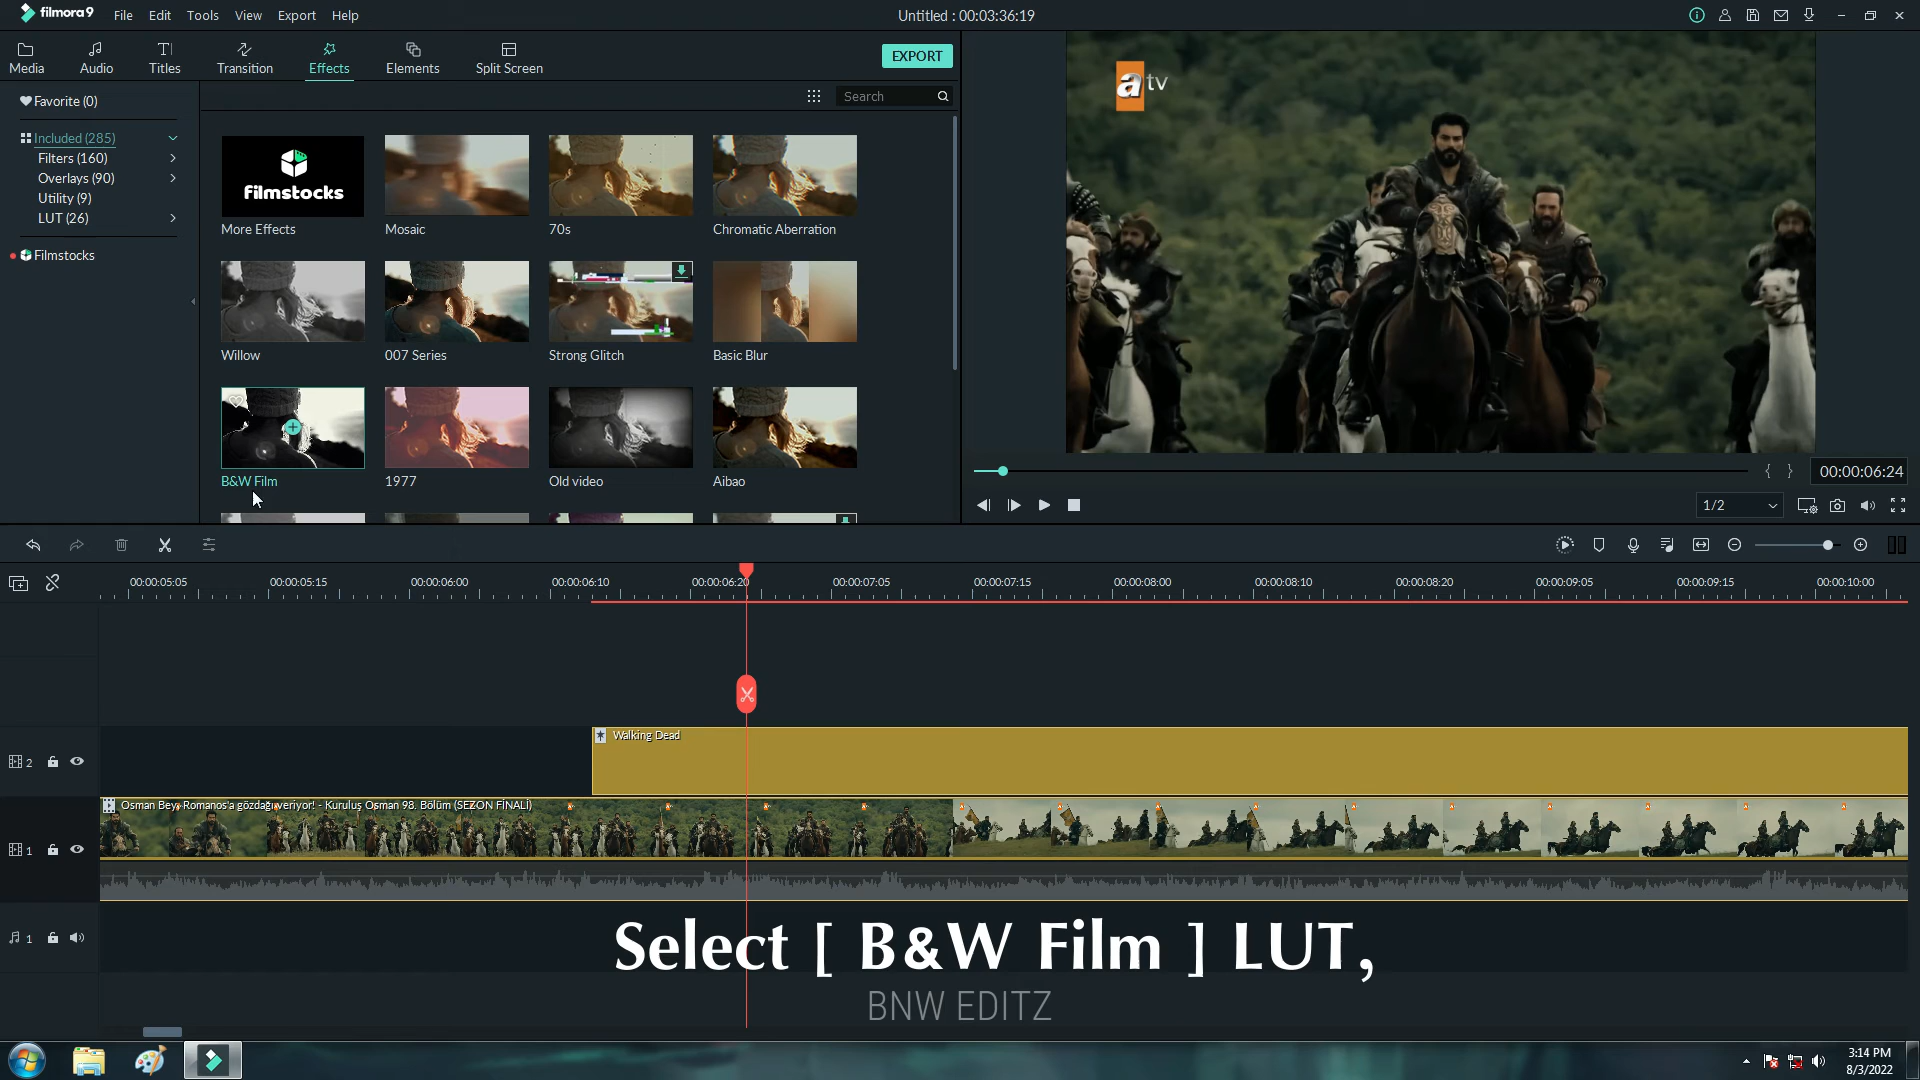 filmora9
File Edit Tools View Export Help
Untitled : 00:03:36:19
Media Audio Titles Transition Effects Elements Split Screen
EXPORT
Favorite (0)
Search
Included (285)
Filters (160)
Overlays (90)
Utility (9)
LUT (26)
Filmstocks
filmstocks
More Effects Mosaic 70s Chromatic Aberration
Willow 007 Series Strong Glitch Basic Blur
B&W Film 1977 Old video Aibao
a tv
{ } 00:00:06:24
1/2
00:00:05:05 00:00:05:15 00:00:06:00 00:00:06:10 00:00:06:20 00:00:07:05 00:00:07:15 00:00:08:00 00:00:08:10 00:00:08:20 00:00:09:05 00:00:09:15 00:00:10:00
2
Walking Dead
Osman Bey, Romanos'a gözdağı veriyor! - Kuruluş Osman 98. Bölüm (SEZON FİNALİ)
1
1
Select [ B&W Film ] LUT,
BNW EDITZ
3:14 PM
8/3/2022